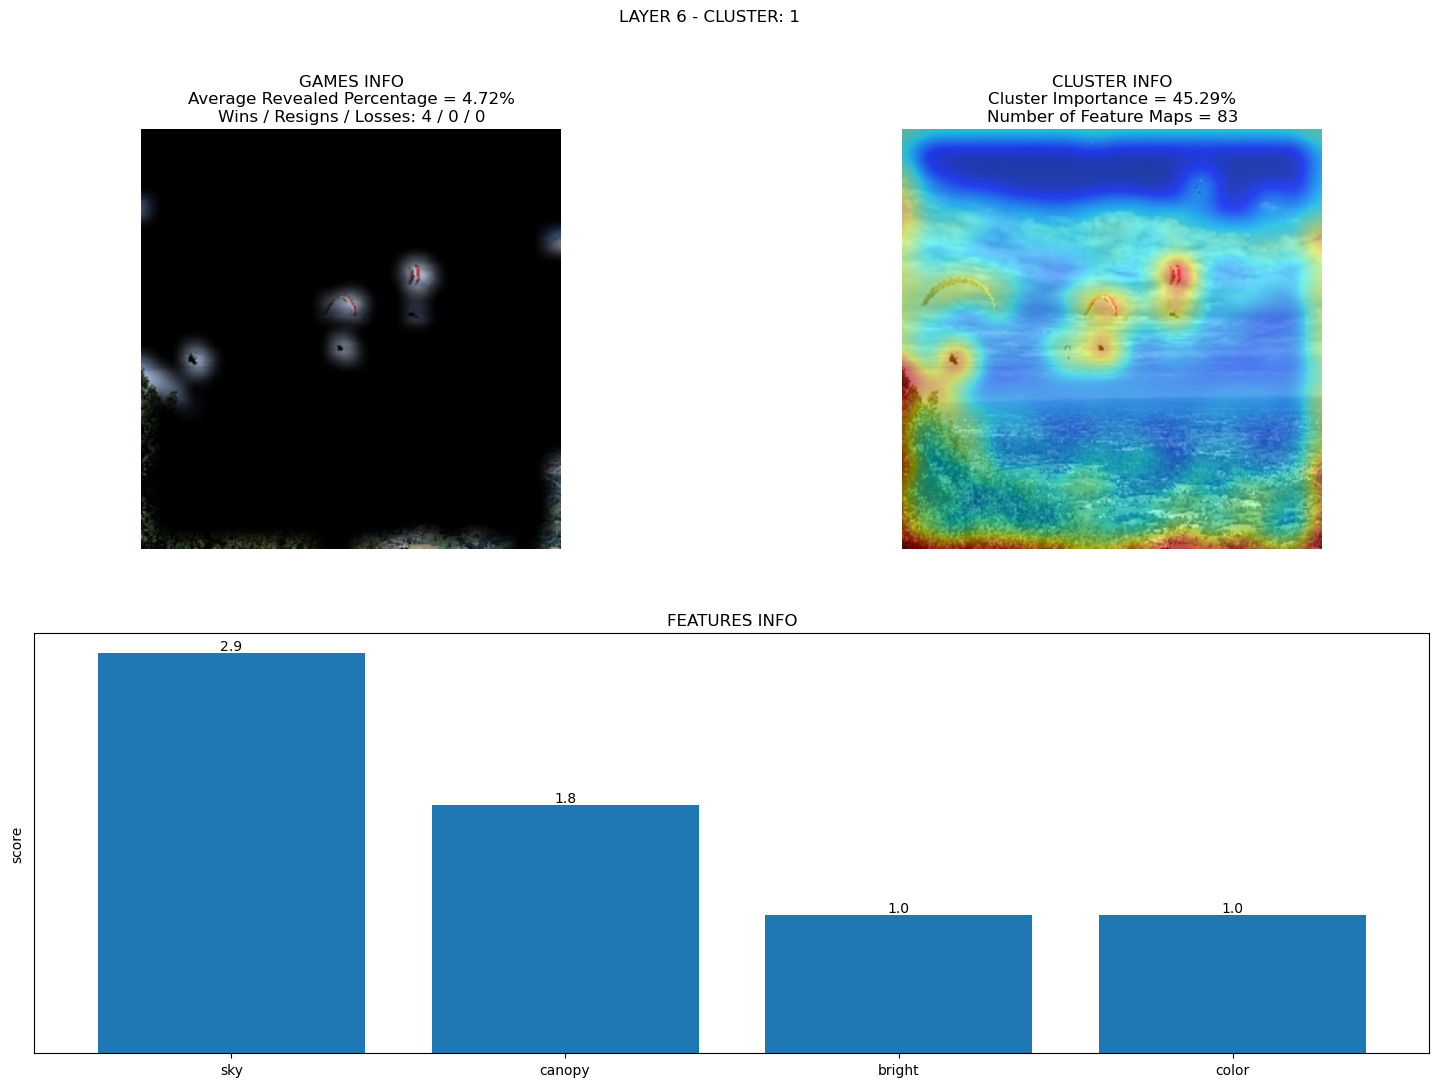 LAYER 6 - CLUSTER: 1
GAMES INFO
Average Revealed Percentage = 4.72%
Wins / Resigns / Losses: 4 / 0 / 0
CLUSTER INFO
Cluster Importance = 45.29%
Number of Feature Maps = 83
FEATURES INFO
score
2.9
1.8
1.0
1.0
sky
canopy
bright
color